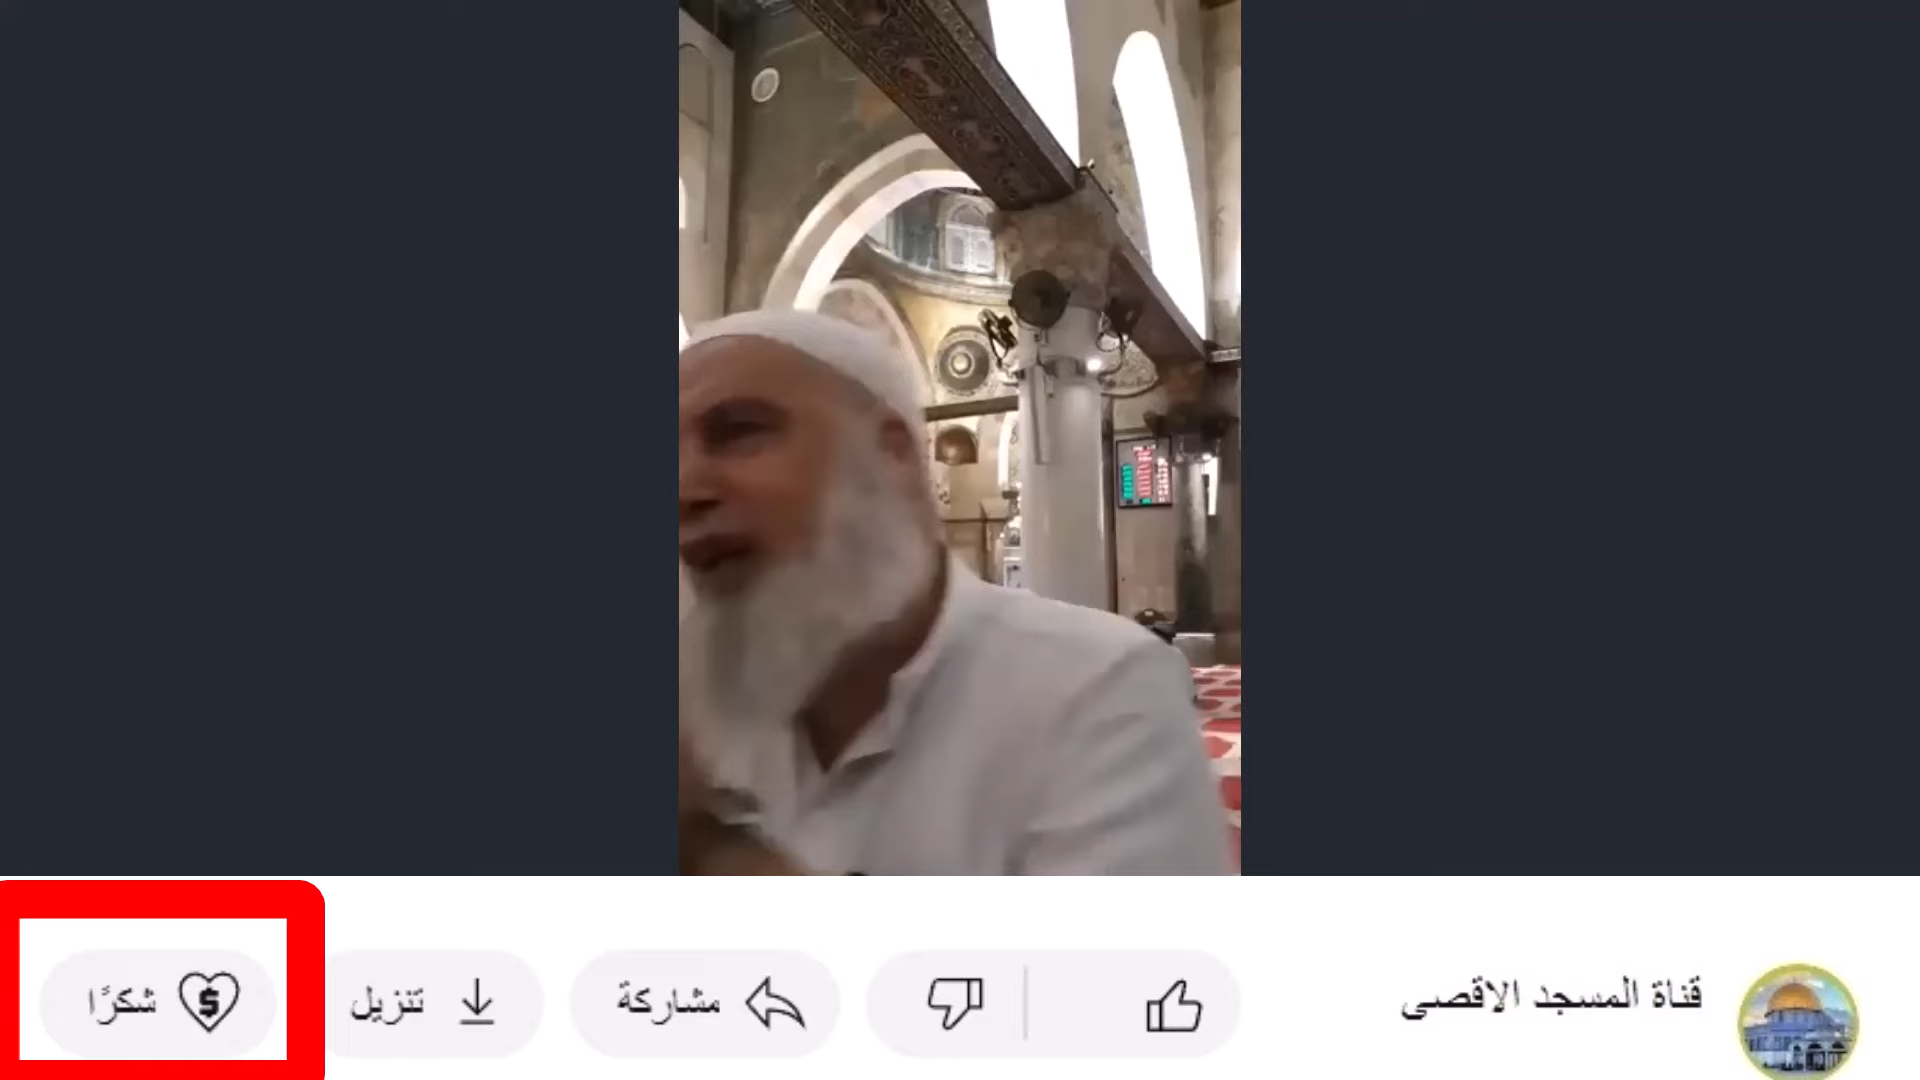 قناة المسجد الاقصى
مشاركة
تنزيل
شكرًا